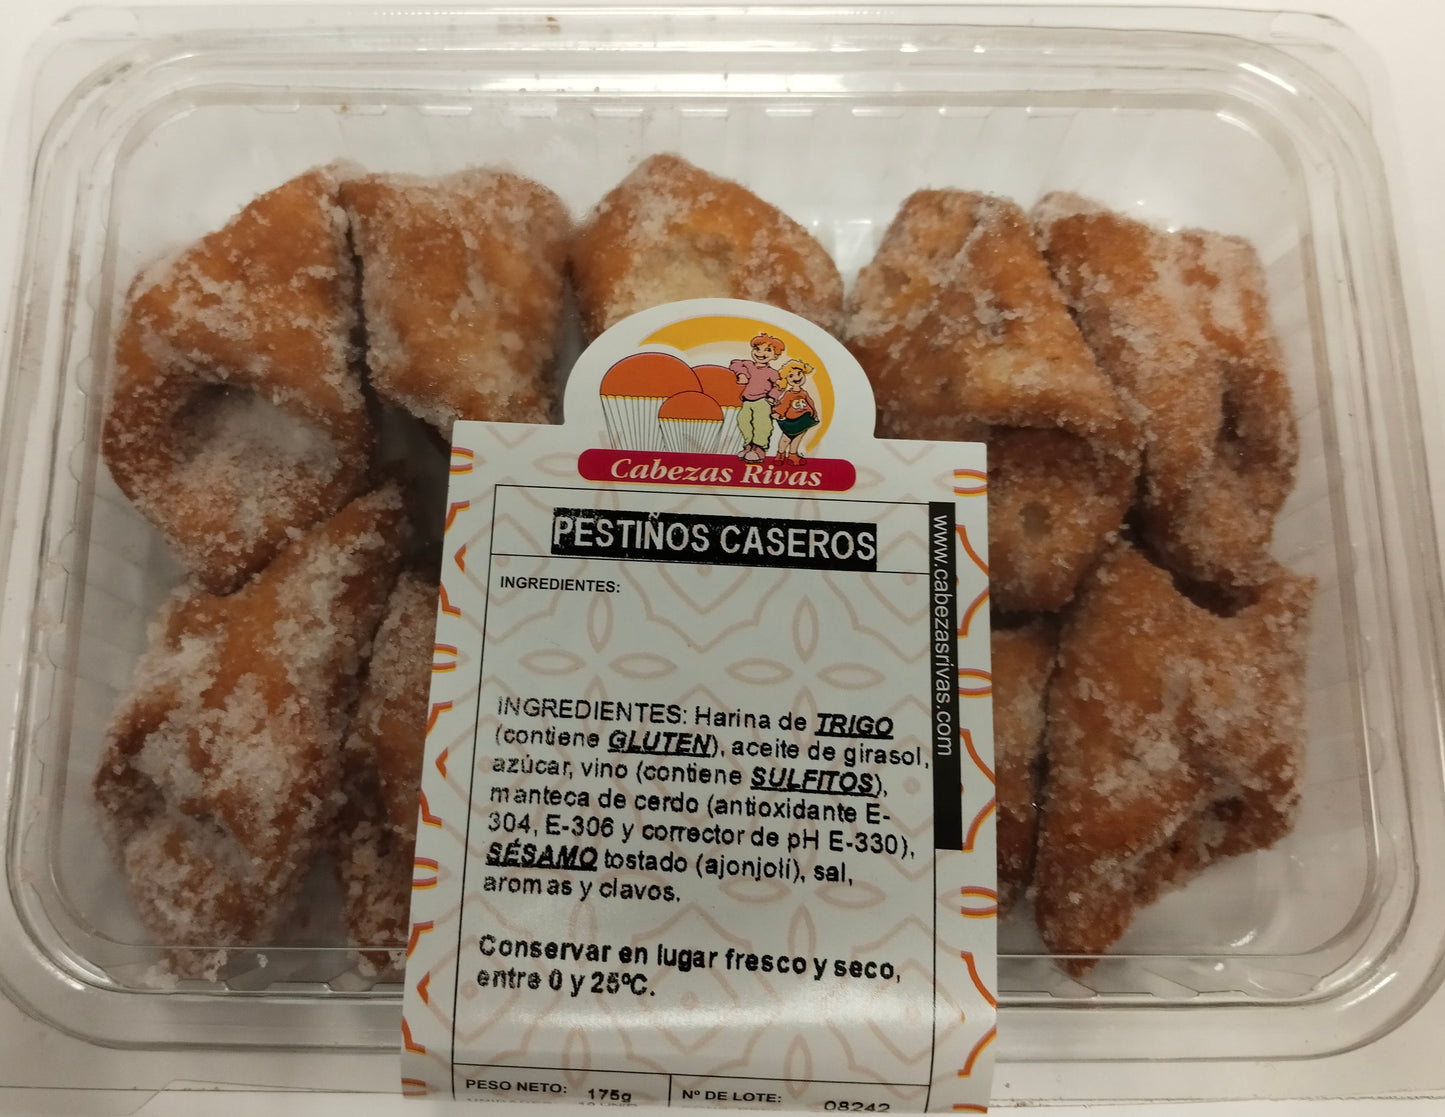 Cabezas Rivas
PESTIÑOS CASEROS
www.cabezasrivas.com
INGREDIENTES:
INGREDIENTES: Harina de TRIGO
(contiene GLUTEN), aceite de girasol,
azúcar, vino (contiene SULFITOS),
manteca de cerdo (antioxidante E-
304, E-306 y corrector de pH E-330),
SÉSAMO tostado (ajonjolí), sal,
aromas y clavos.
Conservar en lugar fresco y seco,
entre 0 y 25ºC.
PESO NETO: 175g
Nº DE LOTE: 08242